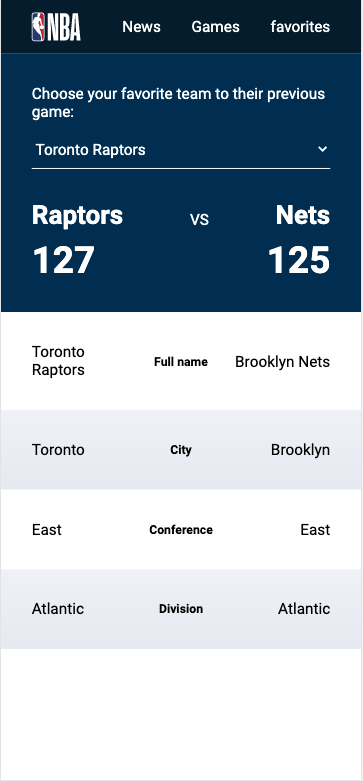 NBA News Games favorites
Choose your favorite team to their previous
game:
Toronto Raptors
Raptors vs Nets
127 125
Toronto
Raptors Full name Brooklyn Nets
Toronto City Brooklyn
East Conference East
Atlantic Division Atlantic